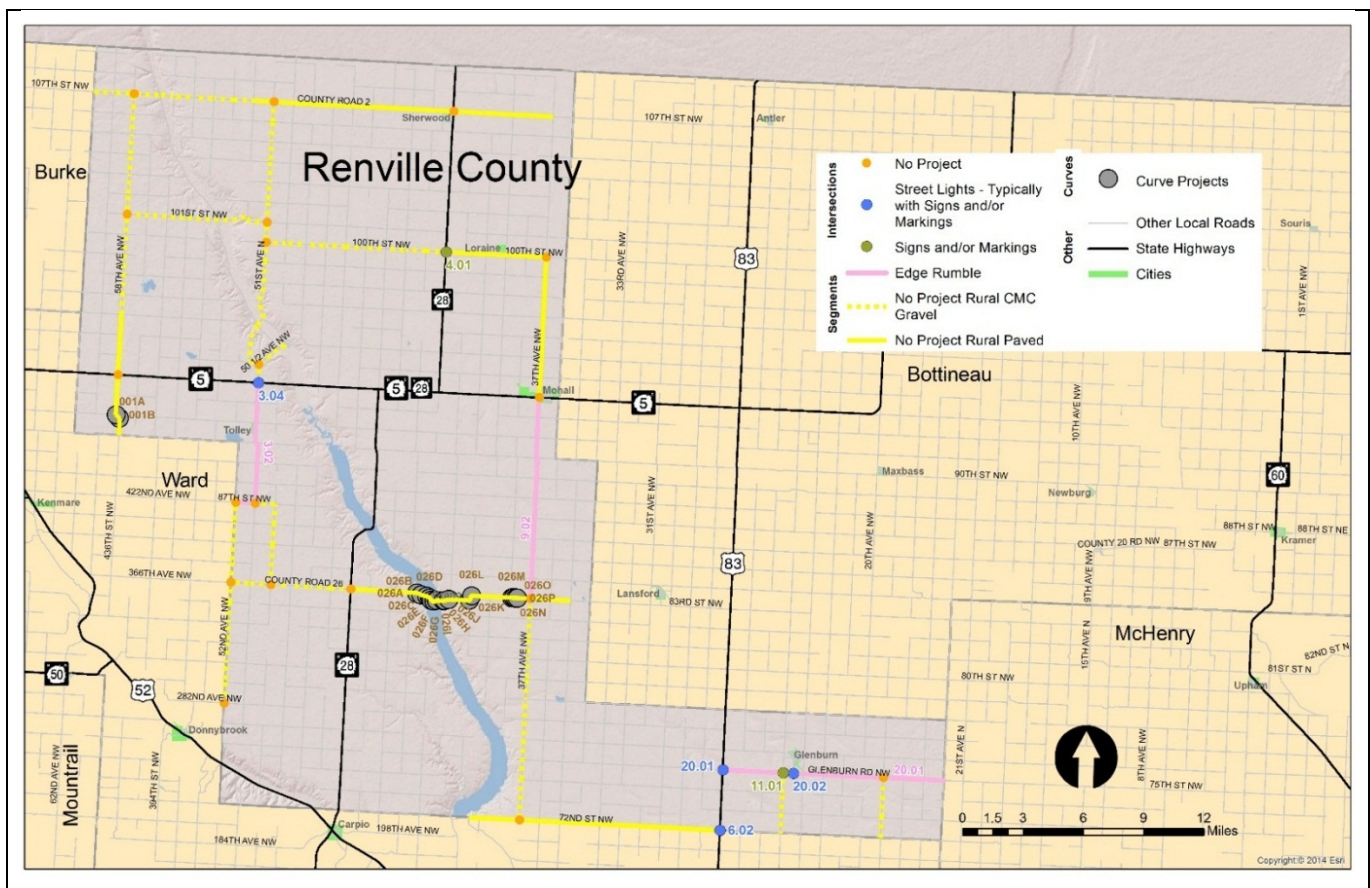 107TH ST NW
COUNTY ROAD 2
Sherwood
107TH ST NW
Antler
Burke
Renville County
58TH AVE NW
101ST ST NW
51ST AVE N
100TH ST NW
Loraine
100TH ST NW
4.01
28
33RD AVE NW
83
Intersections
No Project
Street Lights - Typically
with Signs and/or
Markings
Signs and/or Markings
Segments
Edge Rumble
No Project Rural CMC
Gravel
No Project Rural Paved
Curves
Curve Projects
Other
Other Local Roads
State Highways
Cities
Souris
1ST AVE NW
50 1/2 AVE NW
37TH AVE NW
5
3.04
5
28
Mohall
5
Bottineau
001A
001B
Tolley
3.02
10TH AVE NW
Ward
422ND AVE NW
87TH ST NW
Kenmare
436TH ST NW
9.02
31ST AVE NW
Maxbass
90TH ST NW
Newburg
20TH AVE NW
60
88TH ST NW
88TH ST NE
Kramer
COUNTY 20 RD NW
87TH ST NW
83
366TH AVE NW
COUNTY ROAD 26
026A
026B
026C
026D
026E
026F
026G
026I
026H
026J
026K
026L
026M
026O
026P
026N
Lansford
83RD ST NW
9TH AVE NW
McHenry
15TH AVE N
82ND ST N
81ST ST N
80TH ST NW
Upham
52ND AVE NW
37TH AVE NW
28
50
52
282ND AVE NW
Donnybrook
Mountrail
62ND AVE NW
394TH ST NW
20.01
Glenburn
GLENBURN RD NW
20.01
11.01
20.02
21ST AVE N
8TH AVE NW
75TH ST NW
72ND ST NW
6.02
Carpio
198TH AVE NW
184TH AVE NW
0 1.5 3 6 9 12
Miles
Copyright:© 2014 Esri